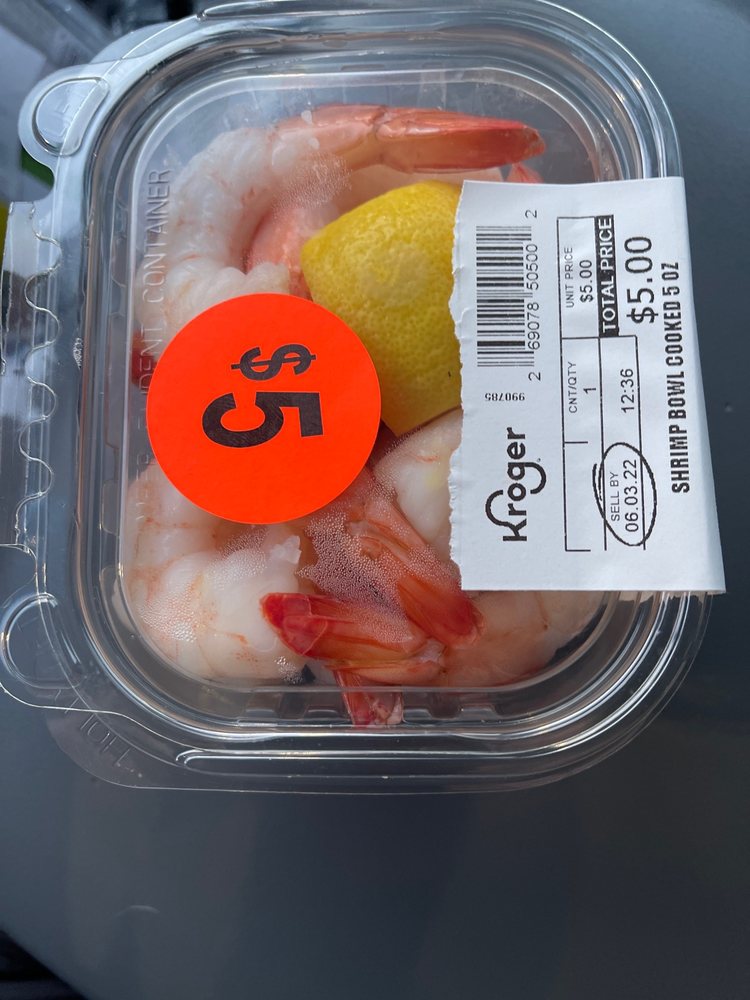 $5
Kroger
990785
2 69078 50500 2
CNT/QTY
1
UNIT PRICE
$5.00
SELL BY
06.03.22
12:36
TOTAL PRICE
$5.00
SHRIMP BOWL COOKED 5 OZ
CONTAINER